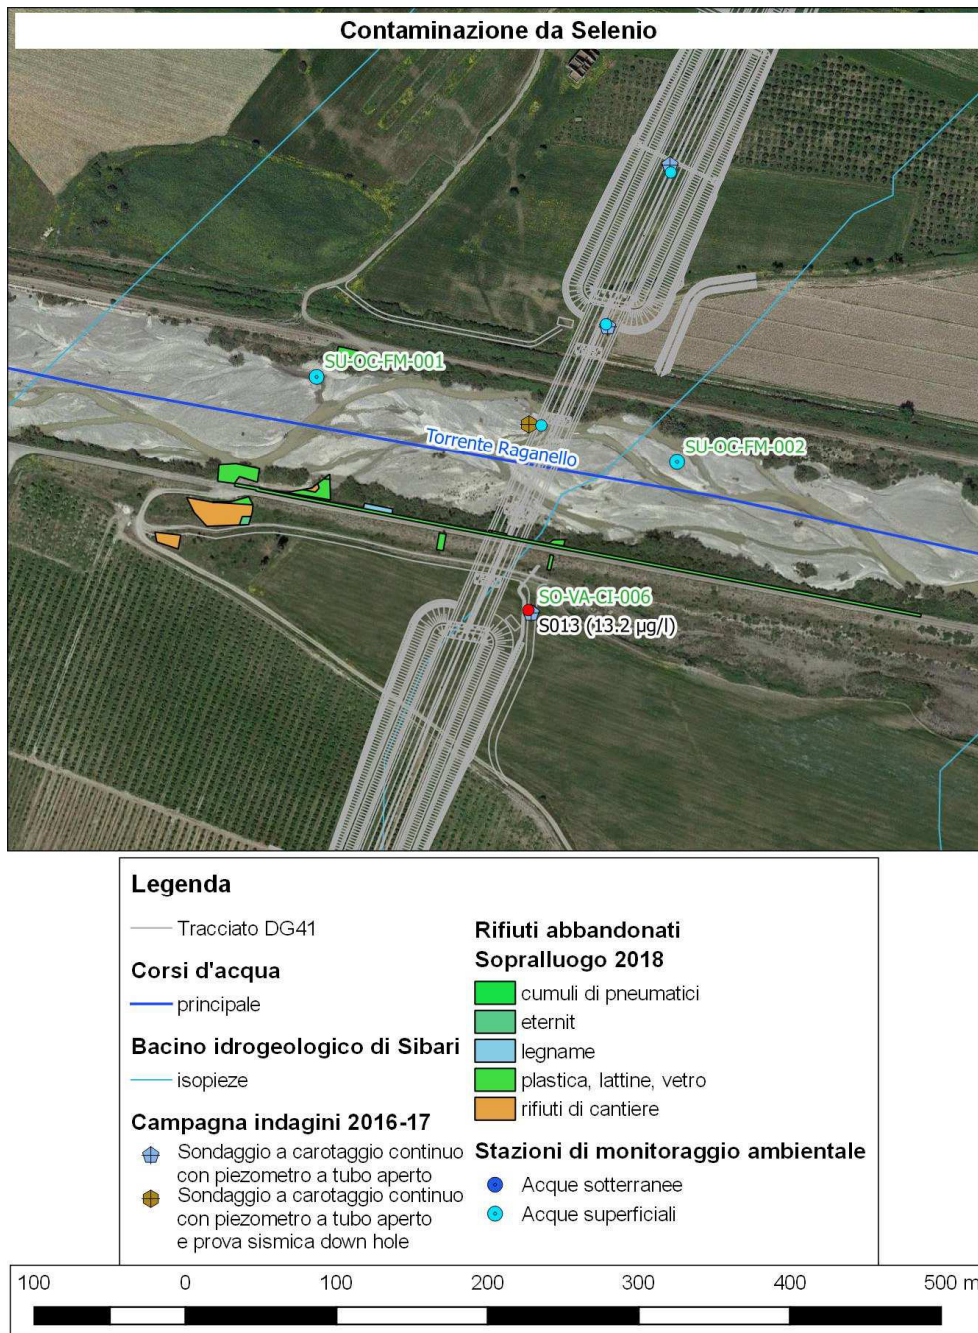 Contaminazione da Selenio
SU-OC-FM-001
Torrente Raganello
SU-OC-FM-002
SO-VA-CI-006
S013 (13.2 µg/l)
Legenda
Tracciato DG41
Corsi d'acqua
principale
Bacino idrogeologico di Sibari
isopieze
Campagna indagini 2016-17
Sondaggio a carotaggio continuo
con piezometro a tubo aperto
Sondaggio a carotaggio continuo
con piezometro a tubo aperto
e prova sismica down hole
Rifiuti abbandonati
Sopralluogo 2018
cumuli di pneumatici
eternit
legname
plastica, lattine, vetro
rifiuti di cantiere
Stazioni di monitoraggio ambientale
Acque sotterranee
Acque superficiali
100 0 100 200 300 400 500 m